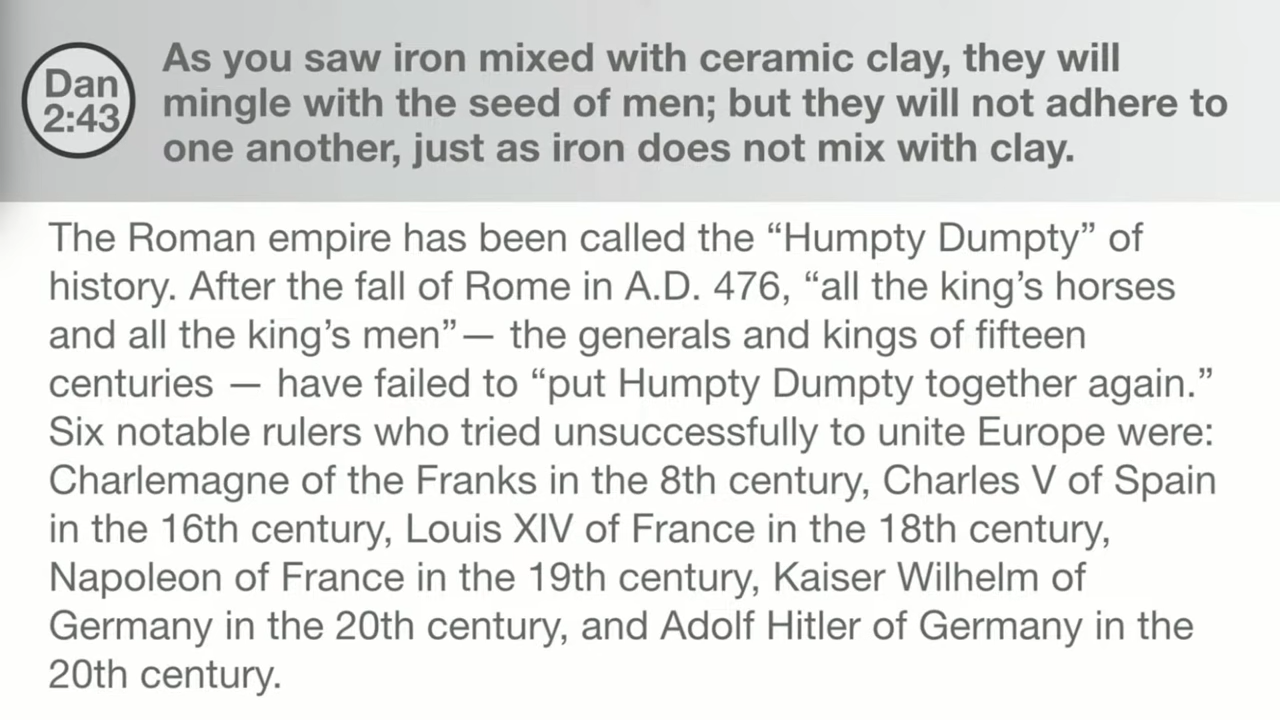 Dan
2:43
As you saw iron mixed with ceramic clay, they will
mingle with the seed of men; but they will not adhere to
one another, just as iron does not mix with clay.
The Roman empire has been called the “Humpty Dumpty” of
history. After the fall of Rome in A.D. 476, “all the king’s horses
and all the king’s men”— the generals and kings of fifteen
centuries — have failed to “put Humpty Dumpty together again.”
Six notable rulers who tried unsuccessfully to unite Europe were:
Charlemagne of the Franks in the 8th century, Charles V of Spain
in the 16th century, Louis XIV of France in the 18th century,
Napoleon of France in the 19th century, Kaiser Wilhelm of
Germany in the 20th century, and Adolf Hitler of Germany in the
20th century.